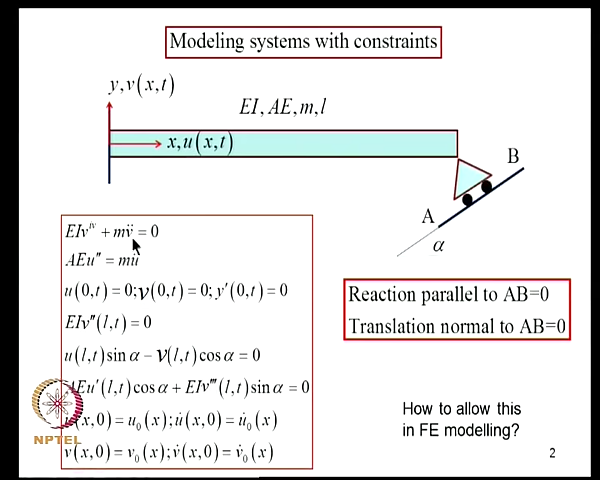 Modeling systems with constraints
y, v(x,t)
EI, AE, m, l
x, u(x,t)
B
A
α
EIv^iv + mv̈ = 0
AEu″ = mü
u(0,t) = 0; v(0,t) = 0; y′(0,t) = 0
EIv″(l,t) = 0
u(l,t) sin α − v(l,t) cos α = 0
AEu′(l,t) cos α + EIv‴(l,t) sin α = 0
u(x,0) = u₀(x); u̇(x,0) = u̇₀(x)
v(x,0) = v₀(x); v̇(x,0) = v̇₀(x)
Reaction parallel to AB=0
Translation normal to AB=0
How to allow this
in FE modelling?
NPTEL
2